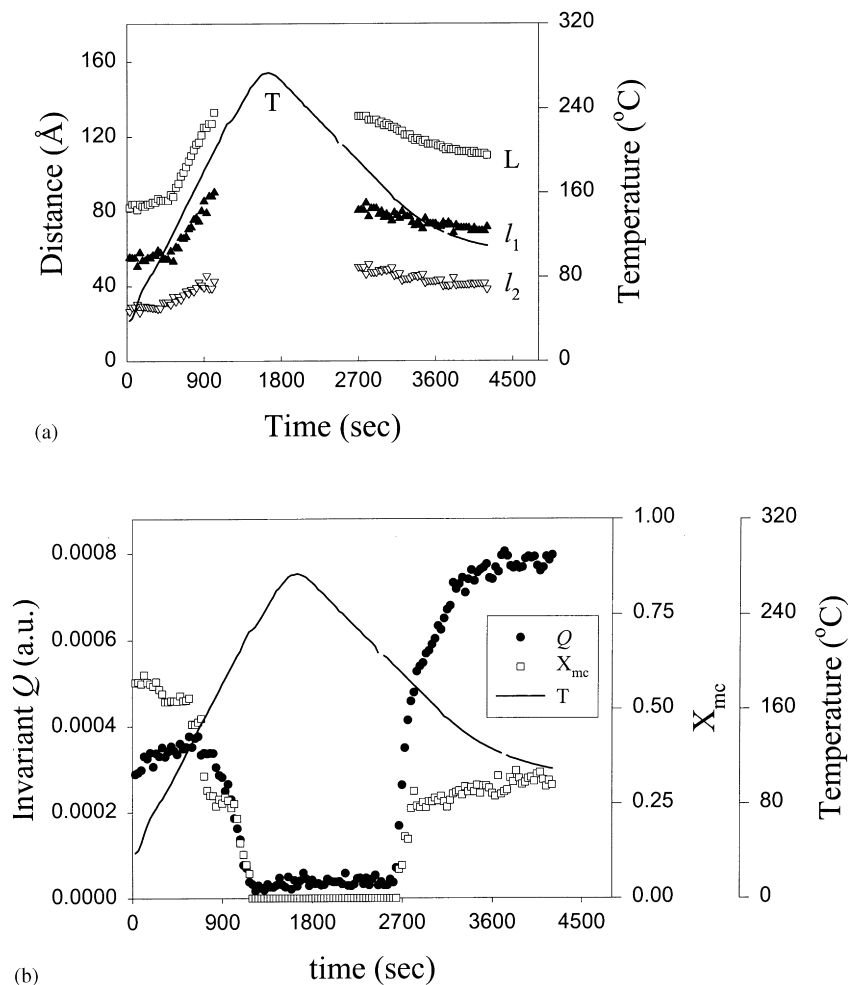 320
160
240
120
160
80
80
40
0
0
T
L
l₁
l₂
Distance (Å)
Temperature (°C)
0 900 1800 2700 3600 4500
Time (sec)
(a)
1.00
320
0.0008
0.75
240
0.0006
Q
X_mc
T
0.50
160
0.0004
0.25
80
0.0002
0.00
0
0.0000
Invariant Q (a.u.)
X_mc
Temperature (°C)
0 900 1800 2700 3600 4500
time (sec)
(b)